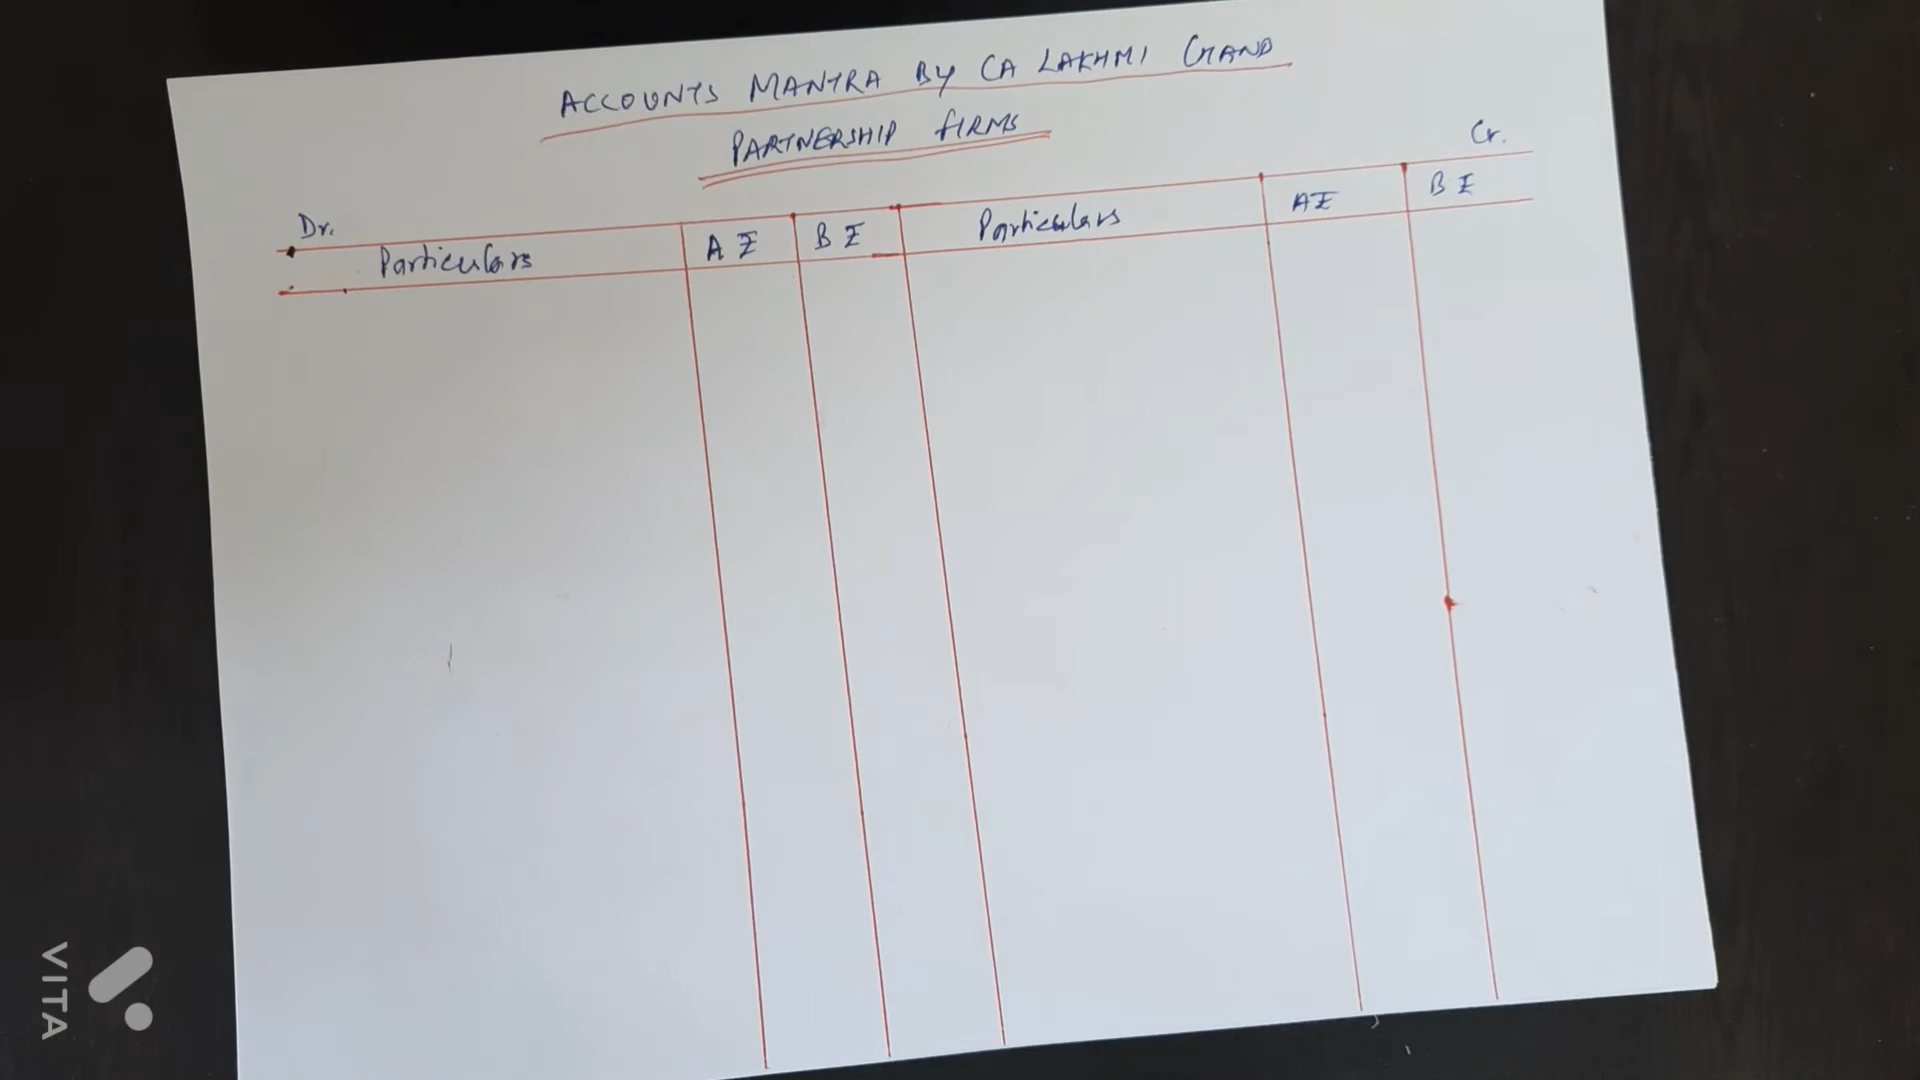 ACCOUNTS MANTRA BY CA LAKHMI CHAND
PARTNERSHIP FIRMS
Dr. Cr.
Particulars A ₹ B ₹ Particulars A ₹ B ₹
VITA